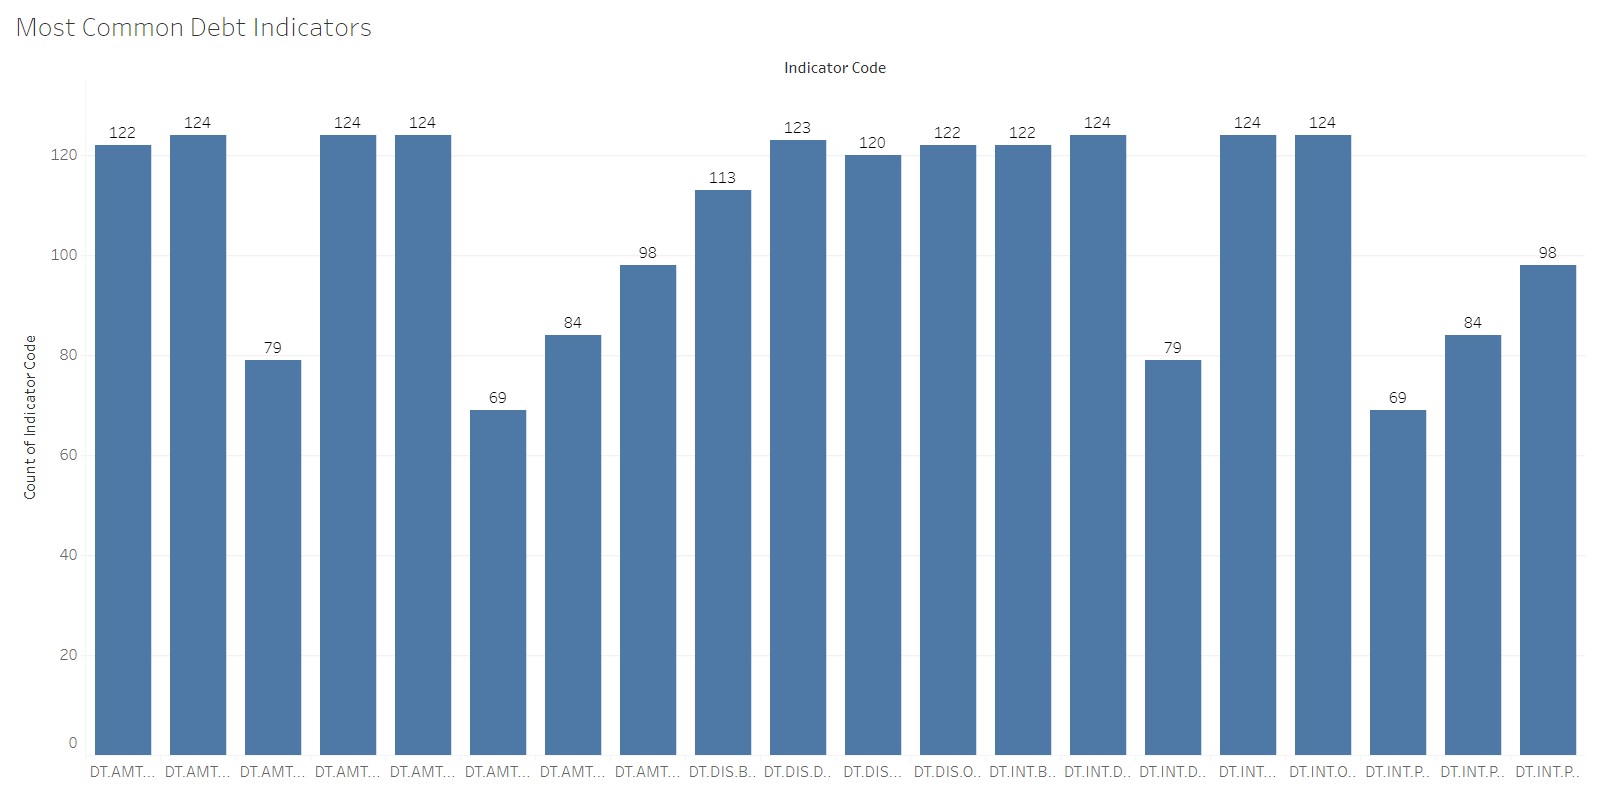 Most Common Debt Indicators
Indicator Code
122 124 79 124 124 69 84 98 113 123 120 122 122 124 79 124 124 69 84 98
Count of Indicator Code
120
100
80
60
40
20
0
DT.AMT... DT.AMT... DT.AMT... DT.AMT... DT.AMT... DT.AMT... DT.AMT... DT.AMT... DT.DIS.B.. DT.DIS.D.. DT.DIS... DT.DIS.O.. DT.INT.B.. DT.INT.D.. DT.INT.D.. DT.INT... DT.INT.O.. DT.INT.P.. DT.INT.P.. DT.INT.P..